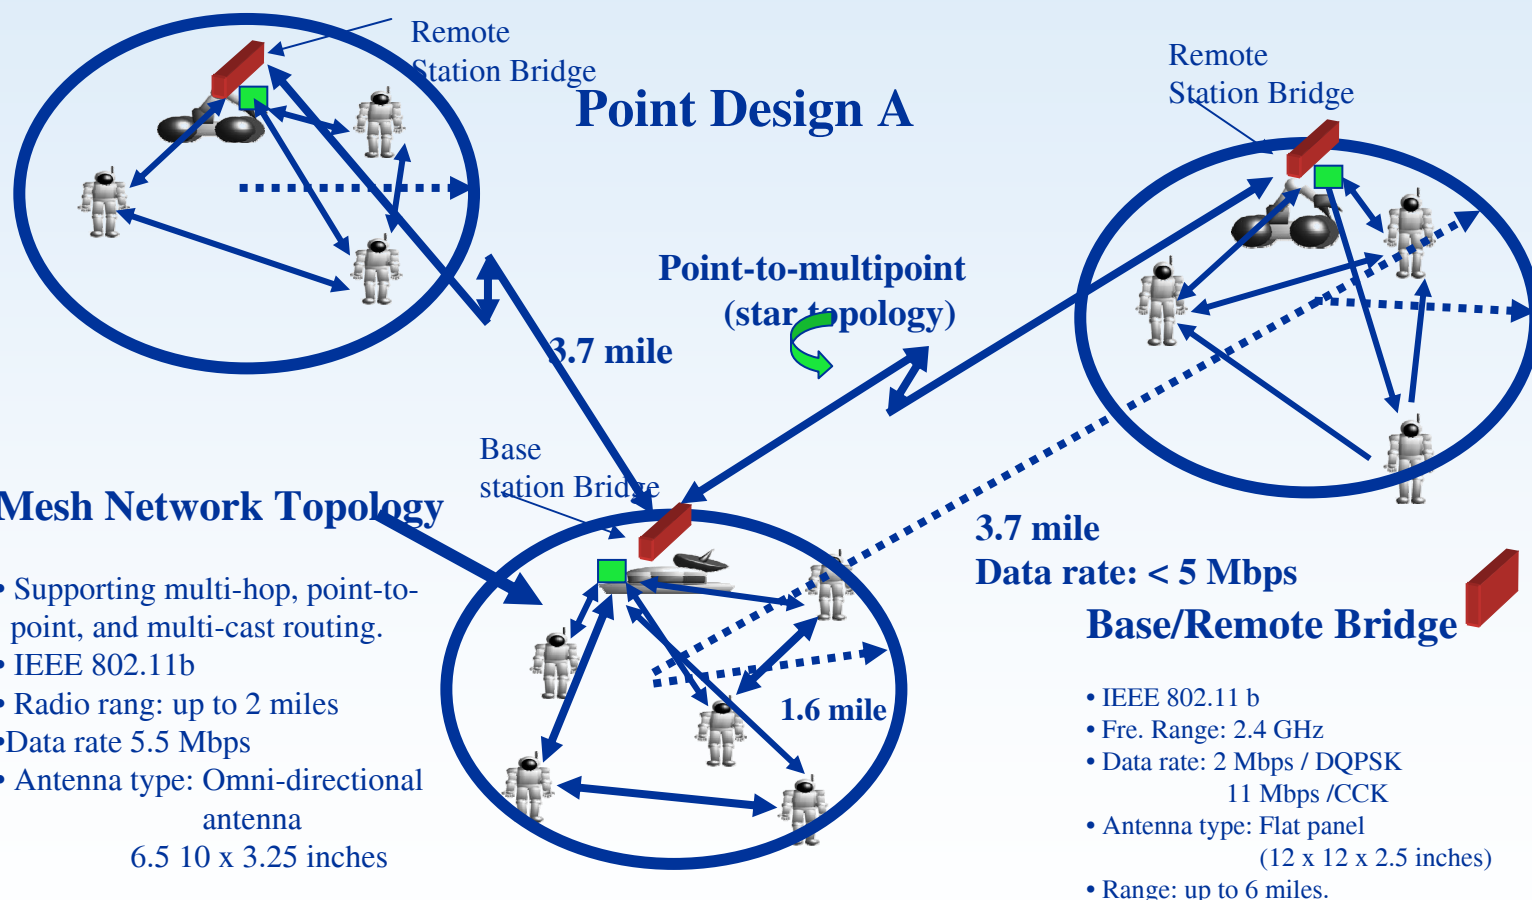 Remote
Station Bridge
Point Design A
Remote
Station Bridge
Point-to-multipoint
(star topology)
3.7 mile
Base
station Bridge
Mesh Network Topology
• Supporting multi-hop, point-to-
point, and multi-cast routing.
• IEEE 802.11b
• Radio rang: up to 2 miles
•Data rate 5.5 Mbps
• Antenna type: Omni-directional
antenna
6.5 10 x 3.25 inches
1.6 mile
3.7 mile
Data rate: < 5 Mbps
Base/Remote Bridge
• IEEE 802.11 b
• Fre. Range: 2.4 GHz
• Data rate: 2 Mbps / DQPSK
11 Mbps /CCK
• Antenna type: Flat panel
(12 x 12 x 2.5 inches)
• Range: up to 6 miles.